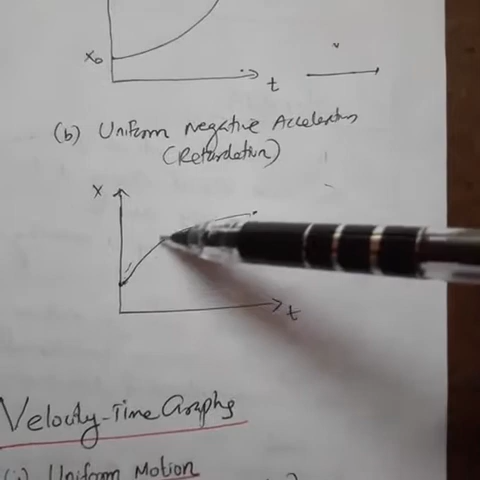 x₀
t
(b) Uniform Negative Acceleration
(Retardation)
x
t
Velocity-Time Graphs
(i) Uniform Motion